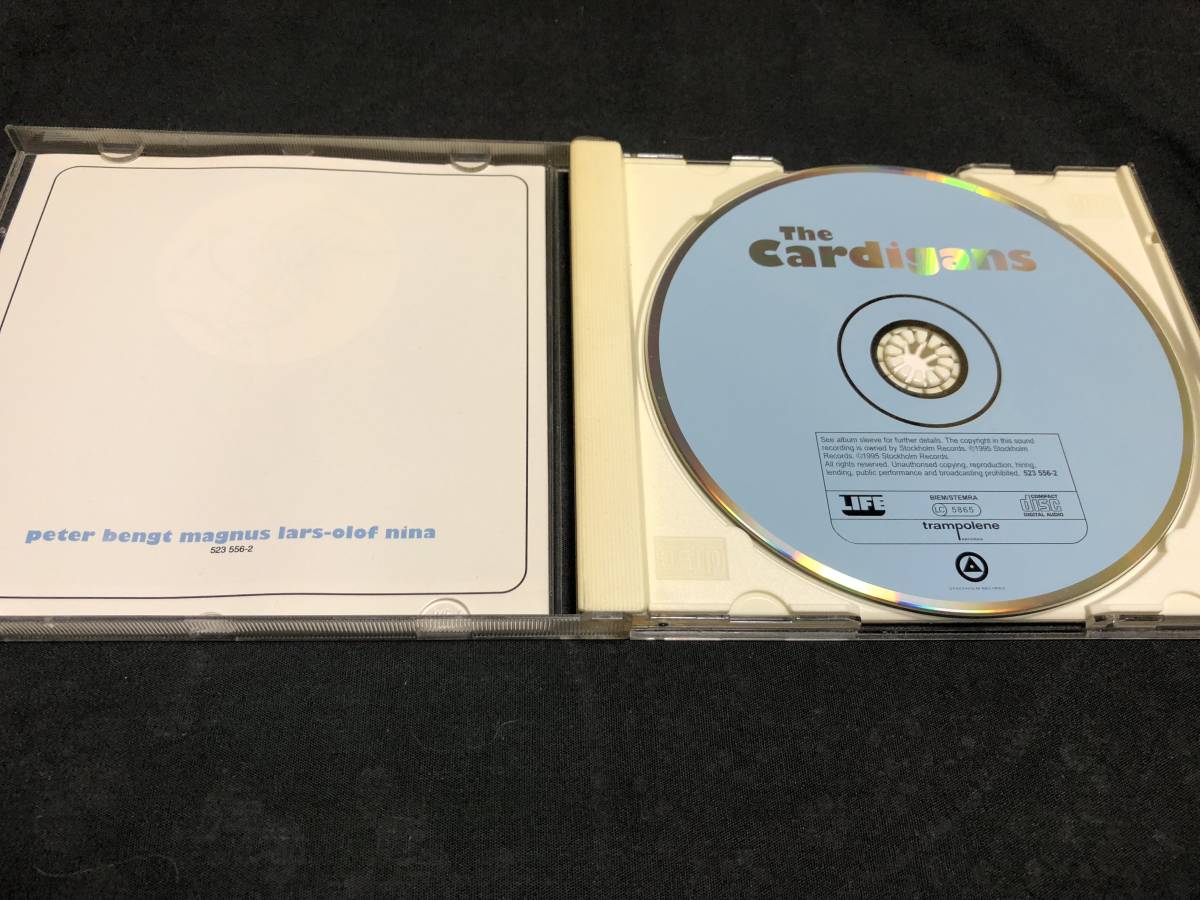 peter bengt magnus lars-olof nina
523 556-2
The
Cardigans
See album sleeve for further details. The copyright in this sound
recording is owned by Stockholm Records. ℗1995 Stockholm
Records. ©1995 Stockholm Records.
All rights reserved. Unauthorised copying, reproduction, hiring,
lending, public performance and broadcasting prohibited. 523 556-2
LIFE
BIEM/STEMRA
LC 5865
COMPACT
disc
DIGITAL AUDIO
trampolene
RECORDS
STOCKHOLM RECORDS